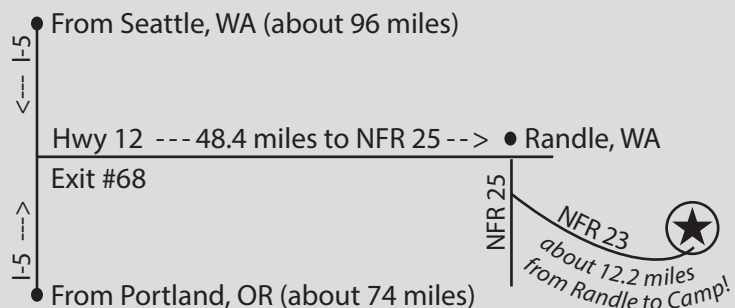 From Seattle, WA (about 96 miles)
<--- I-5
Hwy 12 --- 48.4 miles to NFR 25 -->
Randle, WA
Exit #68
NFR 25
NFR 23
about 12.2 miles
from Randle to Camp!
I-5 --->
From Portland, OR (about 74 miles)